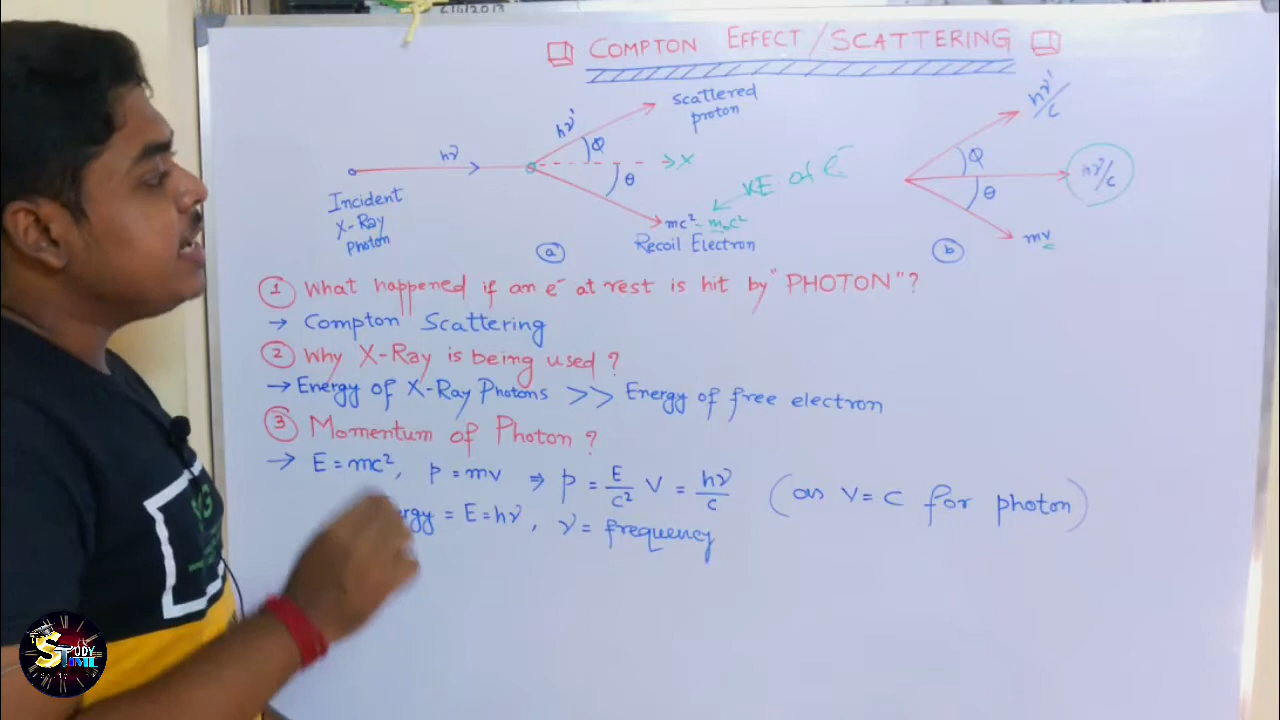 COMPTON EFFECT/SCATTERING
hν
Incident
X-Ray
Photon
hν'
Scattered
proton
φ
X
θ
KE of e⁻
mc² - m₀c²
Recoil Electron
a
hν'/c
φ
hν/c
θ
mv
b
① What happened if an e⁻ at rest is hit by "PHOTON"?
→ Compton Scattering
② Why X-Ray is being used?
→ Energy of X-Ray Photons >> Energy of free electron
③ Momentum of Photon?
→ E = mc², p = mv ⇒ p = E/c² V = hν/c (as V = c for photon)
= E = hν, ν = frequency
STUDY
TIME